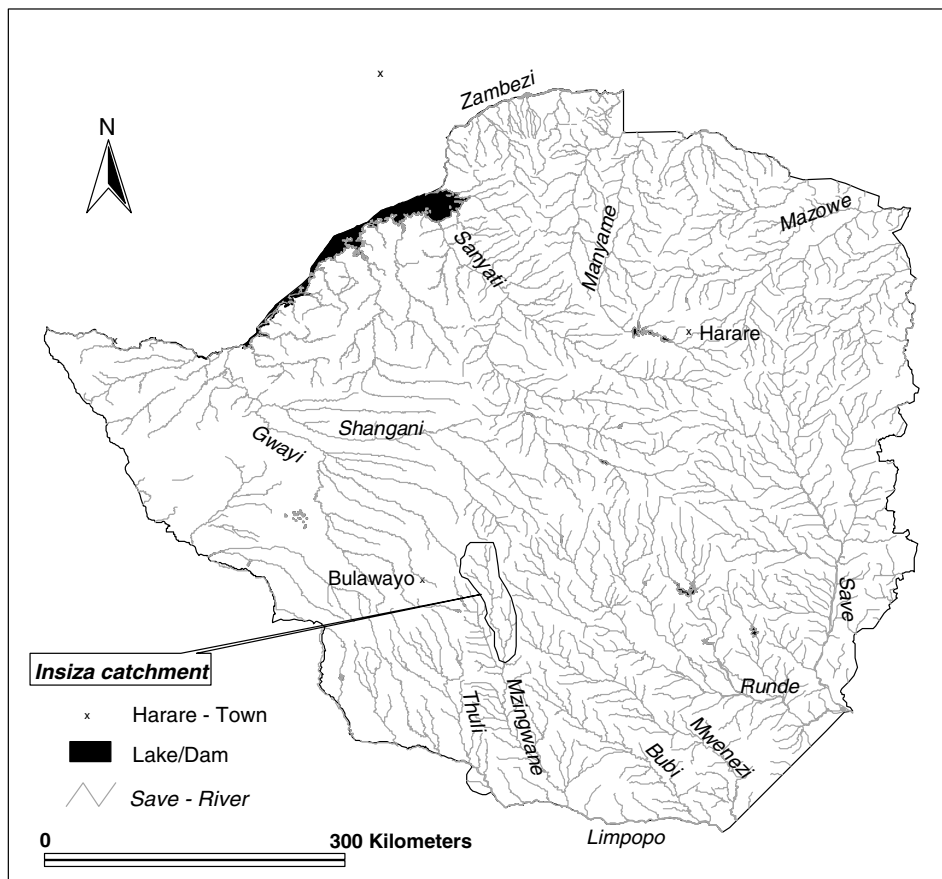 Zambezi
N
Mazowe
Manyame
Sanyati
Harare
Shangani
Gwayi
Bulawayo
Save
Insiza catchment
Runde
Harare - Town
Thuli
Mzingwane
Mwenezi
Bubi
Lake/Dam
Save - River
0 300 Kilometers
Limpopo